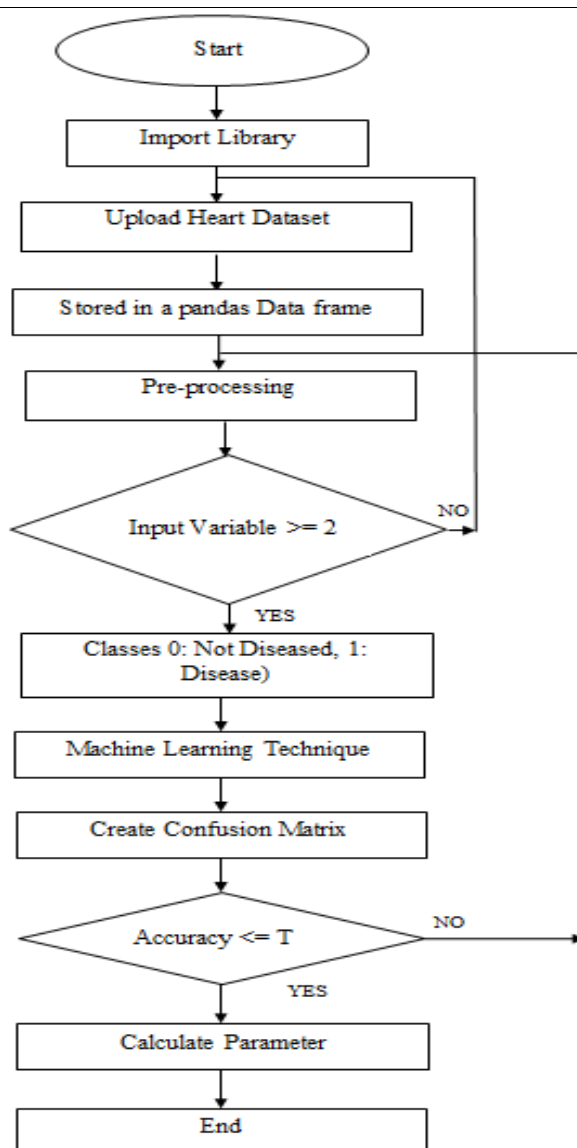 Start
Import Library
Upload Heart Dataset
Stored in a pandas Data frame
Pre-processing
Input Variable >= 2
NO
YES
Classes 0: Not Diseased, 1:
Disease)
Machine Learning Technique
Create Confusion Matrix
Accuracy <= T
NO
YES
Calculate Parameter
End